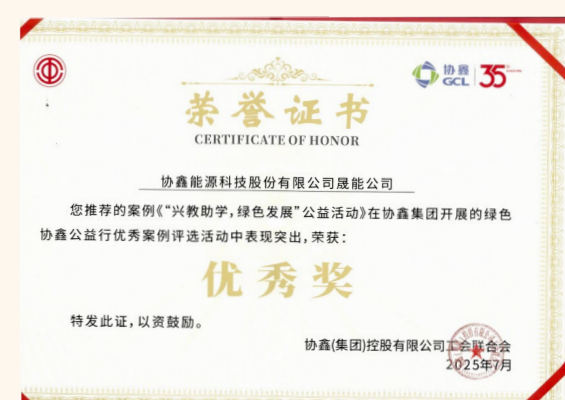 协鑫
GCL
35
荣誉证书
CERTIFICATE OF HONOR
协鑫能源科技股份有限公司晟能公司
您推荐的案例《“兴教助学,绿色发展”公益活动》在协鑫集团开展的绿色
协鑫公益行优秀案例评选活动中表现突出,荣获:
优秀奖
特发此证,以资鼓励。
协鑫(集团)控股有限公司工会联合会
2025年7月